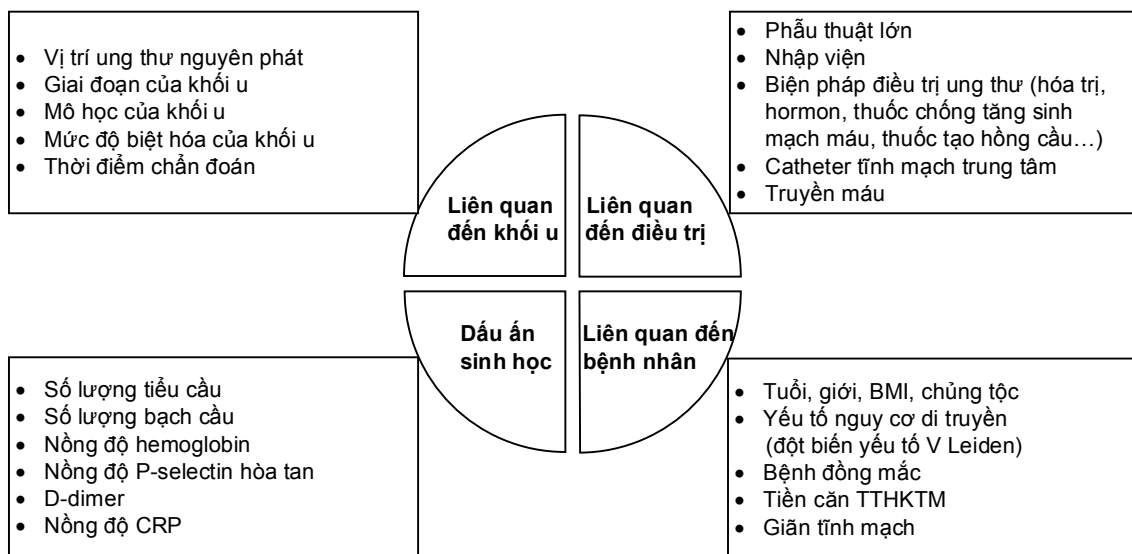 • Vị trí ung thư nguyên phát
• Giai đoạn của khối u
• Mô học của khối u
• Mức độ biệt hóa của khối u
• Thời điểm chẩn đoán
• Phẫu thuật lớn
• Nhập viện
• Biện pháp điều trị ung thư (hóa trị,
hormon, thuốc chống tăng sinh
mạch máu, thuốc tạo hồng cầu…)
• Catheter tĩnh mạch trung tâm
• Truyền máu
Liên quan
đến khối u
Liên quan
đến điều trị
Dấu ấn
sinh học
Liên quan đến
bệnh nhân
• Số lượng tiểu cầu
• Số lượng bạch cầu
• Nồng độ hemoglobin
• Nồng độ P-selectin hòa tan
• D-dimer
• Nồng độ CRP
• Tuổi, giới, BMI, chủng tộc
• Yếu tố nguy cơ di truyền
(đột biến yếu tố V Leiden)
• Bệnh đồng mắc
• Tiền căn TTHKTM
• Giãn tĩnh mạch